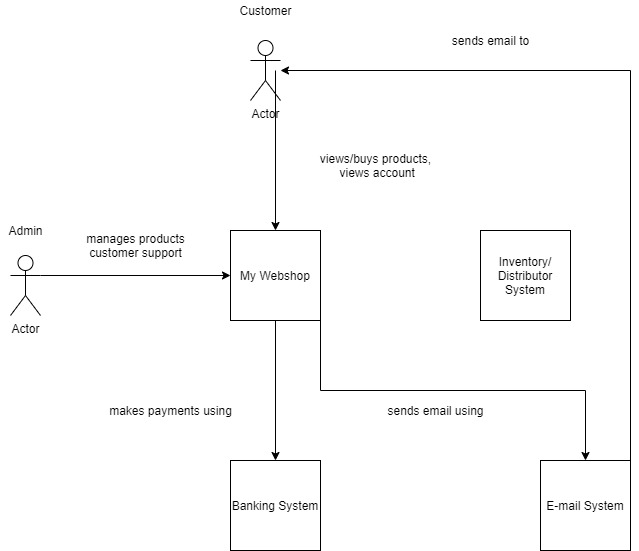 Customer
sends email to
Actor
views/buys products,
views account
Admin
manages products
customer support
Actor
My Webshop
Inventory/
Distributor
System
makes payments using
sends email using
Banking System
E-mail System